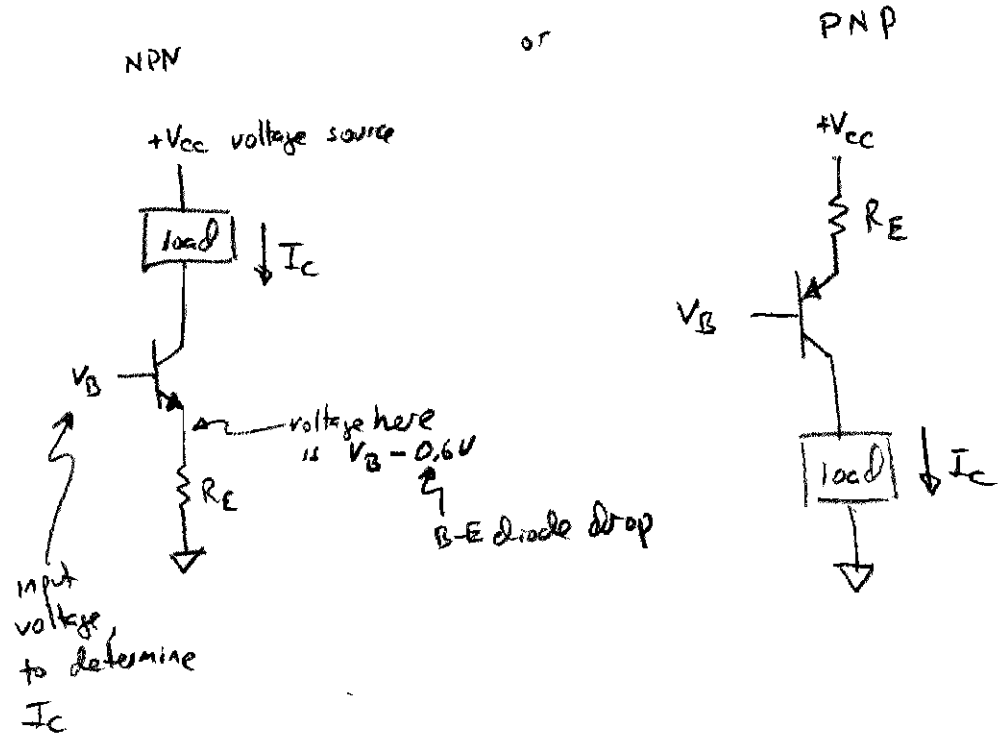 NPN
or
PNP
+Vcc voltage source
load
Ic
VB
voltage here
is VB - 0.6V
RE
B-E diode drop
input
voltage
to determine
Ic
+Vcc
RE
VB
load
Ic